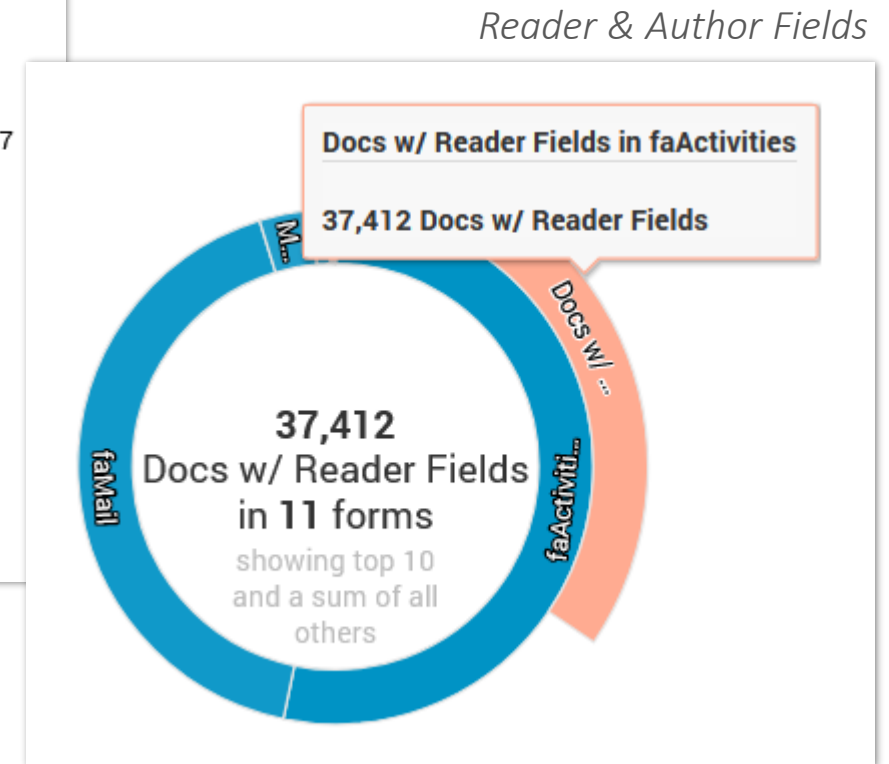 Reader & Author Fields
7
Docs w/ Reader Fields in faActivities
37,412 Docs w/ Reader Fields
M...
Docs w/ ...
faMail
faActiviti...
37,412
Docs w/ Reader Fields
in 11 forms
showing top 10
and a sum of all
others